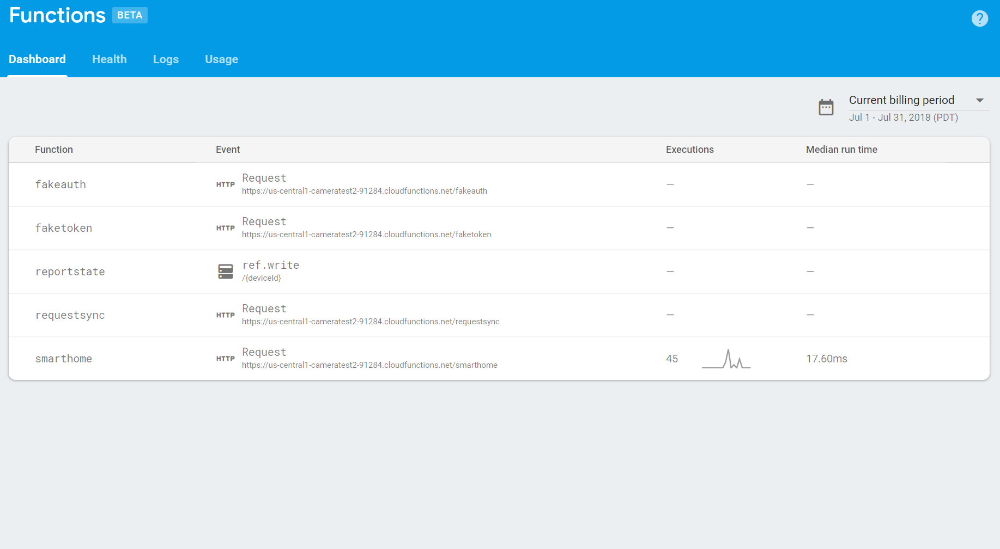 Functions BETA
?
Dashboard Health Logs Usage
Current billing period
Jul 1 - Jul 31, 2018 (PDT)
Function Event Executions Median run time
fakeauth HTTP Request — —
https://us-central1-cameratest2-91284.cloudfunctions.net/fakeauth
faketoken HTTP Request — —
https://us-central1-cameratest2-91284.cloudfunctions.net/faketoken
reportstate ref.write — —
/{deviceId}
requestsync HTTP Request — —
https://us-central1-cameratest2-91284.cloudfunctions.net/requestsync
smarthome HTTP Request 45 17.60ms
https://us-central1-cameratest2-91284.cloudfunctions.net/smarthome